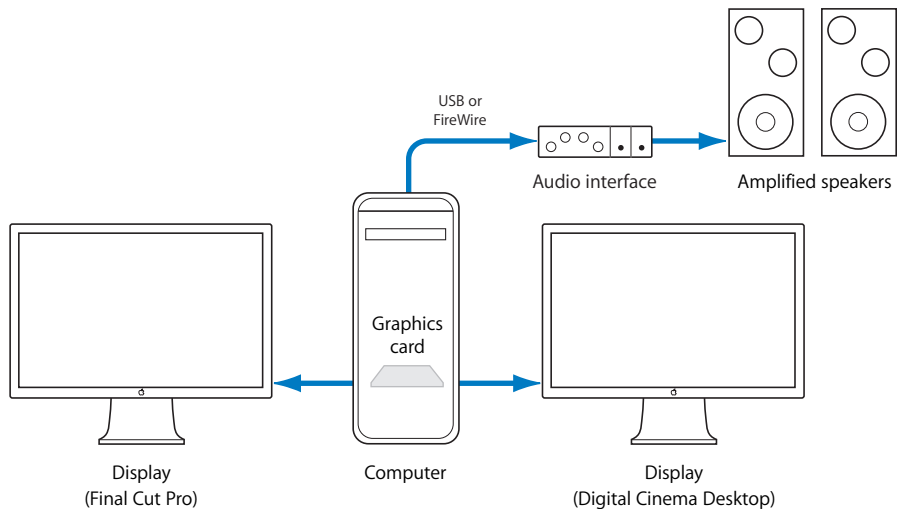 USB or
FireWire
Audio interface
Amplified speakers
Graphics
card
Display
(Final Cut Pro)
Computer
Display
(Digital Cinema Desktop)